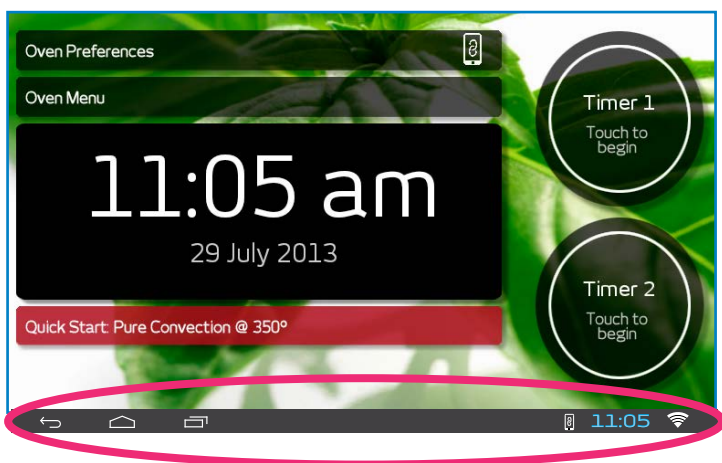 Oven Preferences
Oven Menu
11:05 am
29 July 2013
Quick Start: Pure Convection @ 350°
Timer 1
Touch to
begin
Timer 2
Touch to
begin
11:05